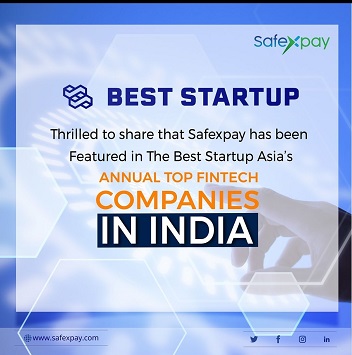 SafeXpay
BEST STARTUP
Thrilled to share that Safexpay has been
Featured in The Best Startup Asia's
ANNUAL TOP FINTECH
COMPANIES
IN INDIA
www.safexpay.com